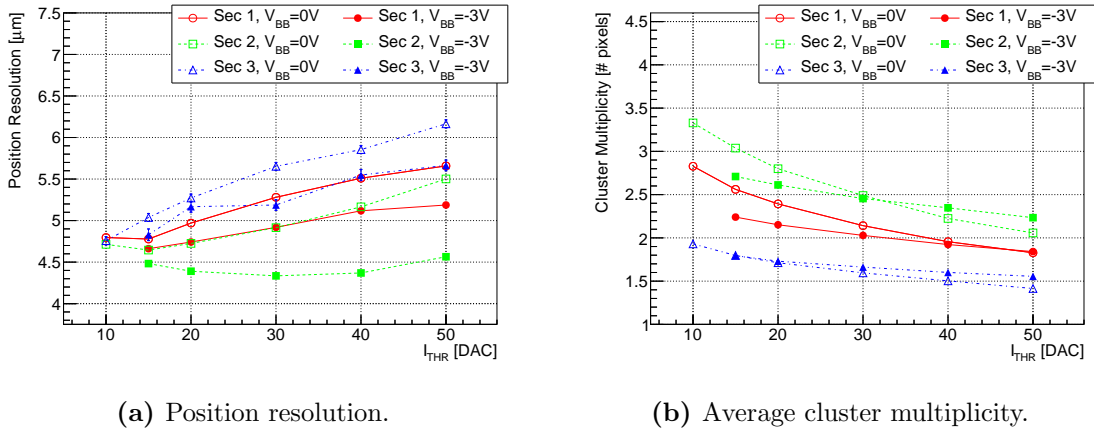 Position Resolution [μm]
7.5
7
6.5
6
5.5
5
4.5
4
10 20 30 40 50
I_THR [DAC]
Sec 1, V_BB=0V
Sec 1, V_BB=-3V
Sec 2, V_BB=0V
Sec 2, V_BB=-3V
Sec 3, V_BB=0V
Sec 3, V_BB=-3V
(a) Position resolution.
Cluster Multiplicity [# pixels]
4.5
4
3.5
3
2.5
2
1.5
1
10 20 30 40 50
I_THR [DAC]
Sec 1, V_BB=0V
Sec 1, V_BB=-3V
Sec 2, V_BB=0V
Sec 2, V_BB=-3V
Sec 3, V_BB=0V
Sec 3, V_BB=-3V
(b) Average cluster multiplicity.